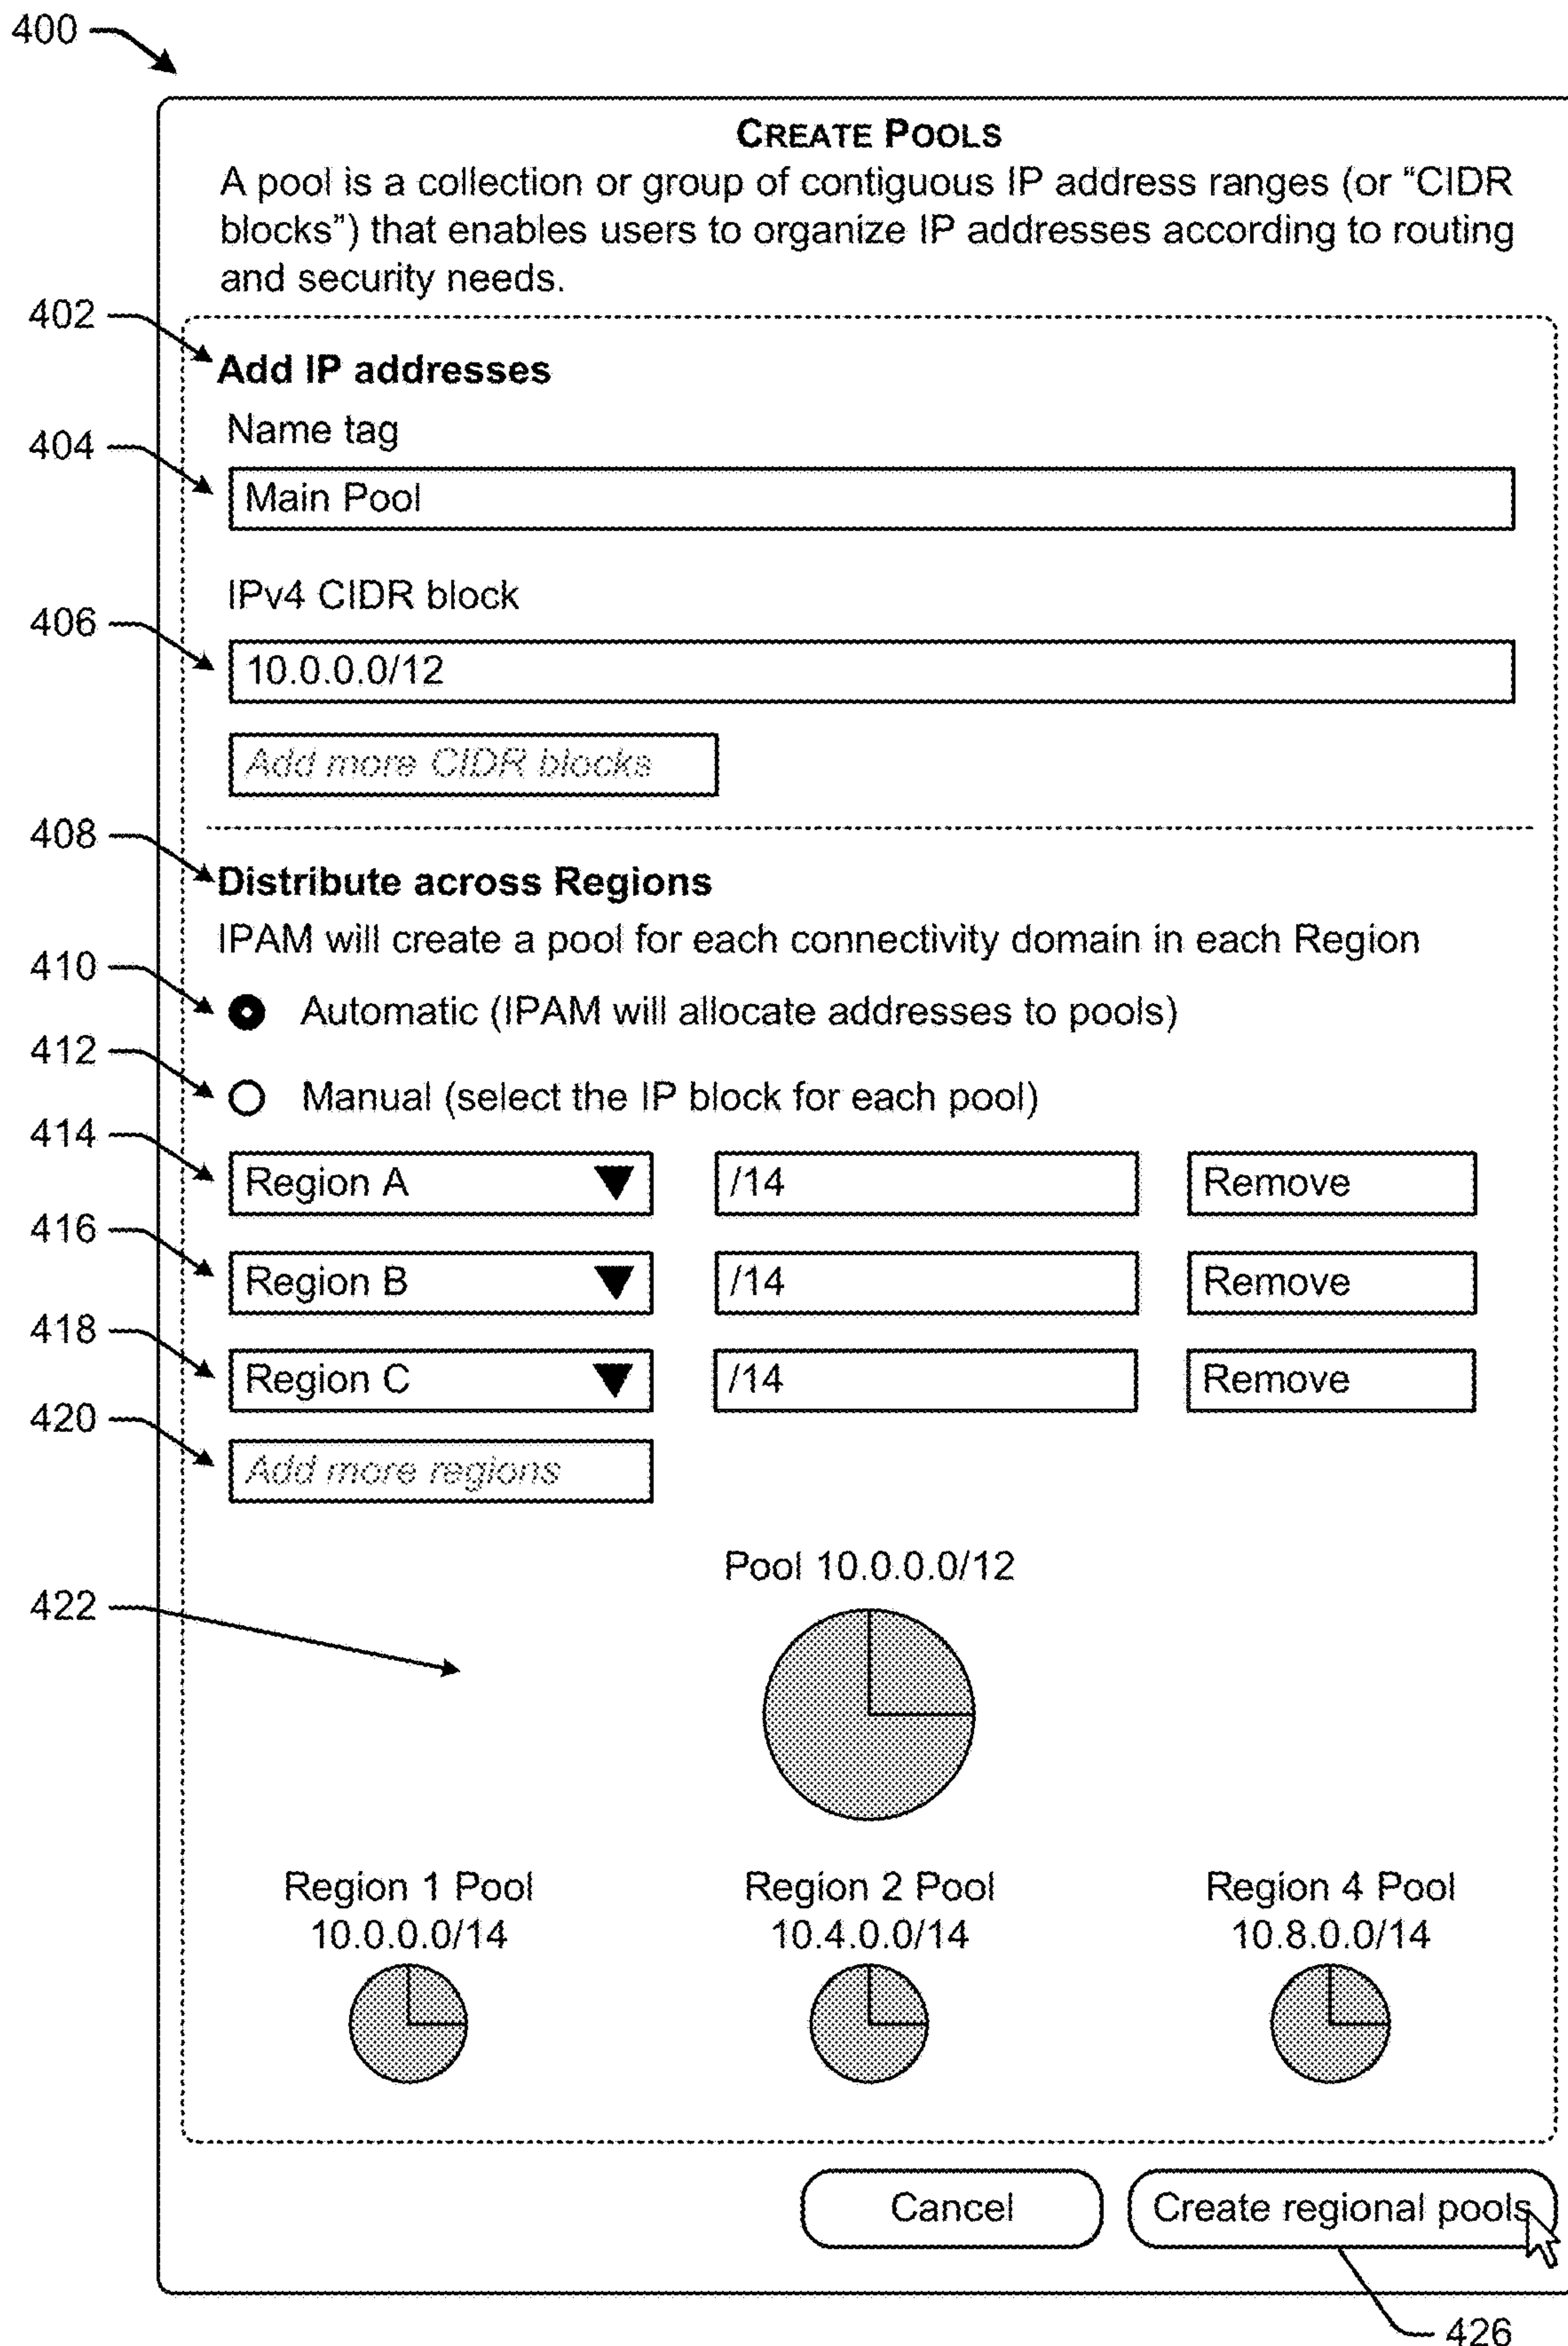 400
CREATE POOLS
A pool is a collection or group of contiguous IP address ranges (or “CIDR
blocks”) that enables users to organize IP addresses according to routing
and security needs.
402
Add IP addresses
Name tag
404
Main Pool
IPv4 CIDR block
406
10.0.0.0/12
Add more CIDR blocks
408
Distribute across Regions
IPAM will create a pool for each connectivity domain in each Region
410
Automatic (IPAM will allocate addresses to pools)
412
Manual (select the IP block for each pool)
414
Region A /14 Remove
416
Region B /14 Remove
418
Region C /14 Remove
420
Add more regions
Pool 10.0.0.0/12
422
Region 1 Pool Region 2 Pool Region 4 Pool
10.0.0.0/14 10.4.0.0/14 10.8.0.0/14
Cancel Create regional pools
426